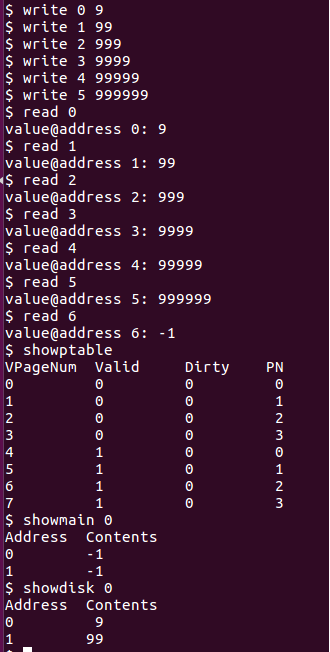 $ write 0 9
$ write 1 99
$ write 2 999
$ write 3 9999
$ write 4 99999
$ write 5 999999
$ read 0
value@address 0: 9
$ read 1
value@address 1: 99
$ read 2
value@address 2: 999
$ read 3
value@address 3: 9999
$ read 4
value@address 4: 99999
$ read 5
value@address 5: 999999
$ read 6
value@address 6: -1
$ showptable
VPageNum  Valid     Dirty    PN
0         0         0         0
1         0         0         1
2         0         0         2
3         0         0         3
4         1         0         0
5         1         0         1
6         1         0         2
7         1         0         3
$ showmain 0
Address  Contents
0        -1
1        -1
$ showdisk 0
Address  Contents
0         9
1        99